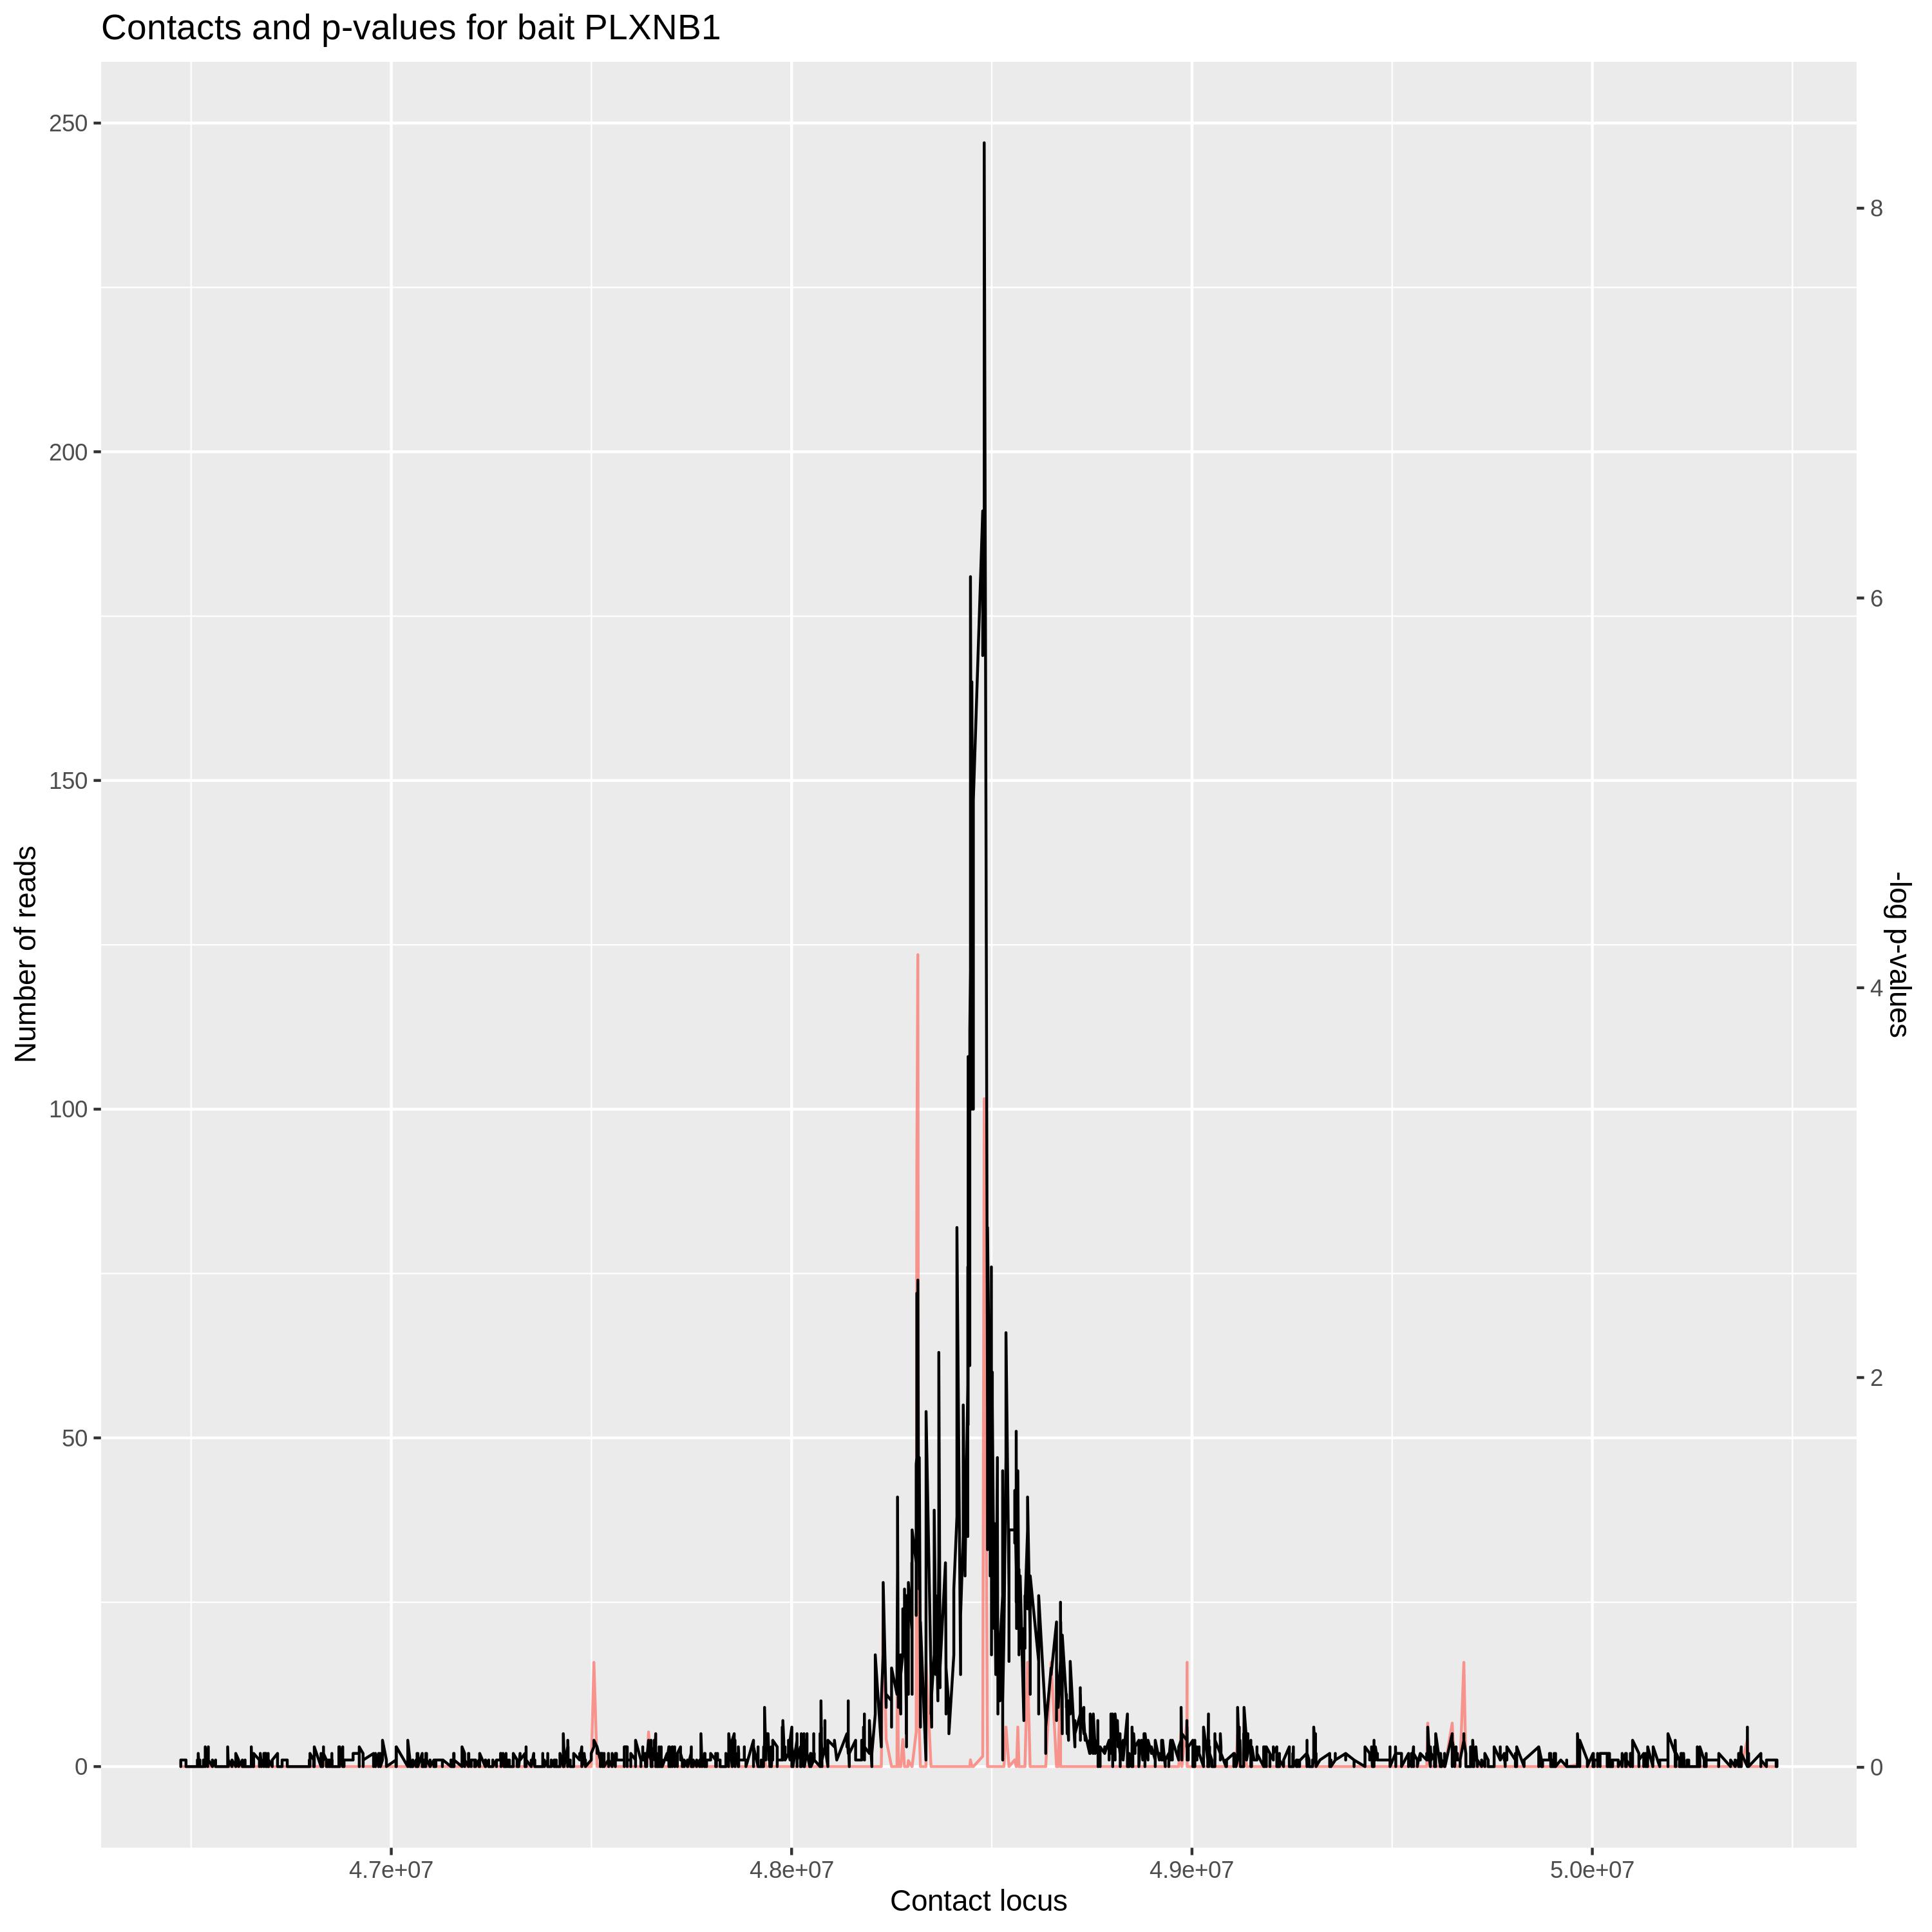 Contacts and p-values for bait PLXNB1
250
200
150
100
50
0
Number of reads
8
6
4
2
0
-log p-values
4.7e+07 4.8e+07 4.9e+07 5.0e+07
Contact locus